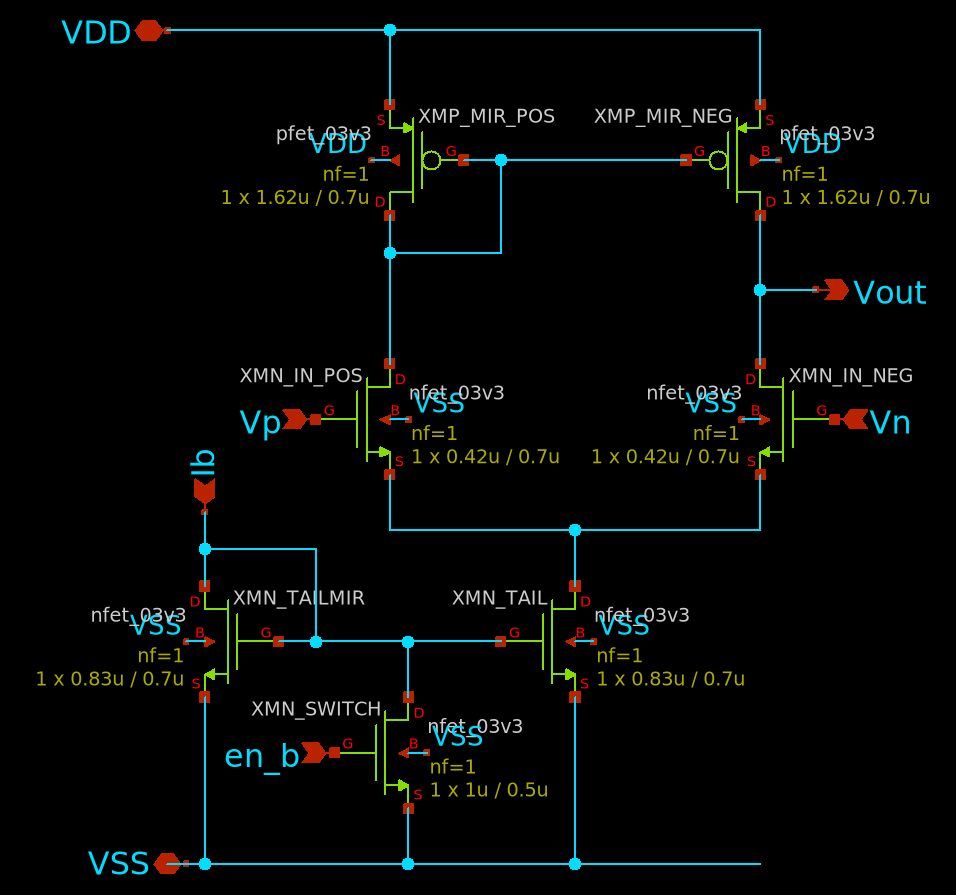 VDD
XMP_MIR_POS
XMP_MIR_NEG
S
S
pfet_03v3
VDD
B
G
G
B
pfet_03v3
VDD
nf=1
nf=1
1 x 1.62u / 0.7u
D
D
1 x 1.62u / 0.7u
Vout
XMN_IN_POS
D
D
XMN_IN_NEG
nfet_03v3
nfet_03v3
Vp
G
B
VSS
VSS
B
G
Vn
nf=1
nf=1
1 x 0.42u / 0.7u
1 x 0.42u / 0.7u
S
S
Ib
D
XMN_TAILMIR
XMN_TAIL
D
nfet_03v3
nfet_03v3
VSS
B
G
G
B
VSS
nf=1
nf=1
1 x 0.83u / 0.7u
S
S
1 x 0.83u / 0.7u
XMN_SWITCH
D
nfet_03v3
en_b
G
B
VSS
nf=1
S
1 x 1u / 0.5u
VSS